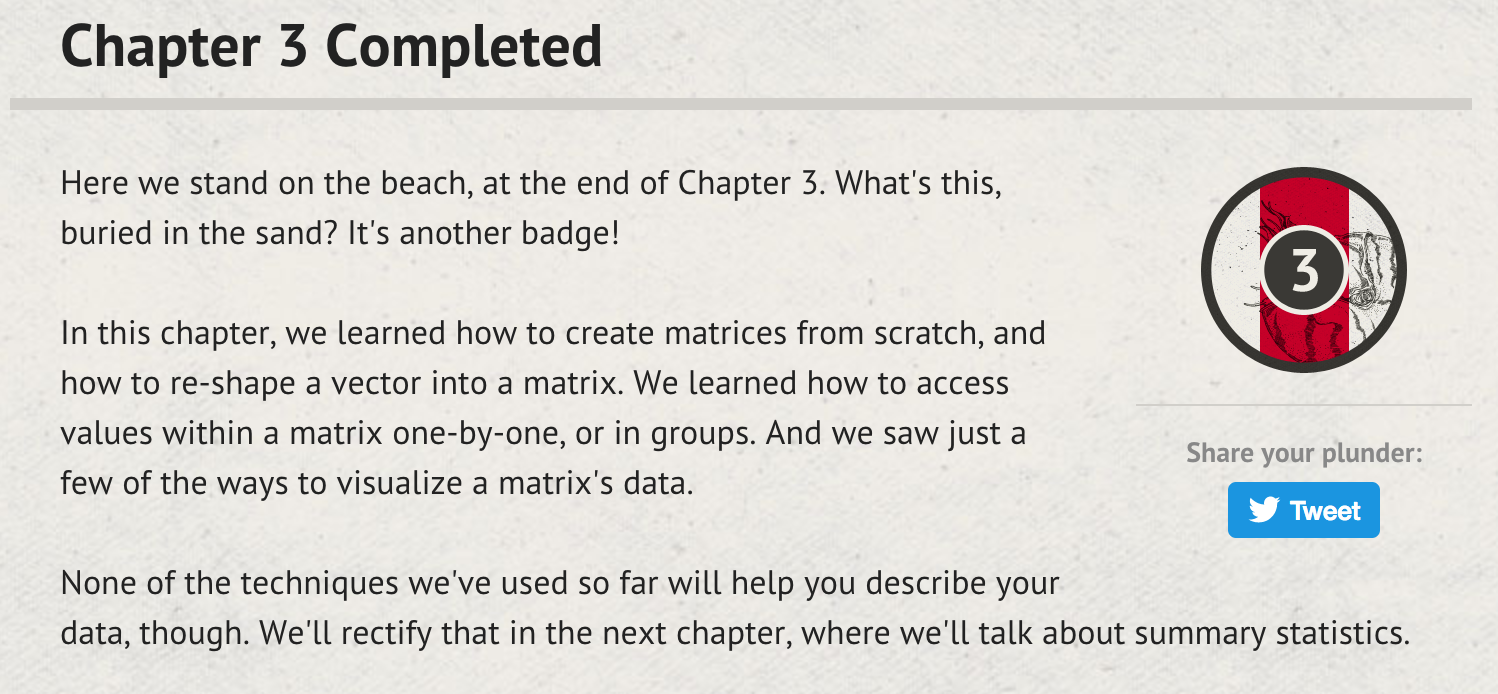 Chapter 3 Completed
Here we stand on the beach, at the end of Chapter 3. What's this,
buried in the sand? It's another badge!
3
In this chapter, we learned how to create matrices from scratch, and
how to re-shape a vector into a matrix. We learned how to access
values within a matrix one-by-one, or in groups. And we saw just a
few of the ways to visualize a matrix's data.
Share your plunder:
Tweet
None of the techniques we've used so far will help you describe your
data, though. We'll rectify that in the next chapter, where we'll talk about summary statistics.